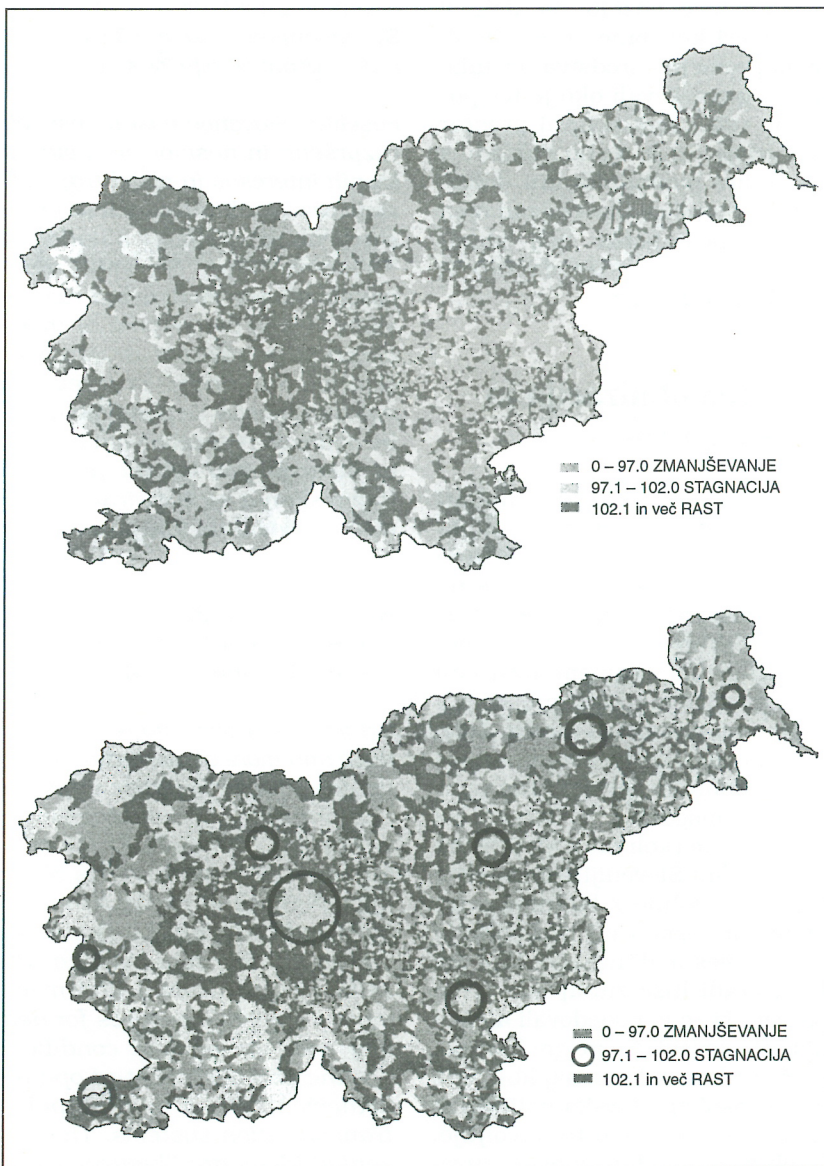 0 – 97.0 ZMANJŠEVANJE
97.1 – 102.0 STAGNACIJA
102.1 in več RAST
0 – 97.0 ZMANJŠEVANJE
97.1 – 102.0 STAGNACIJA
102.1 in več RAST